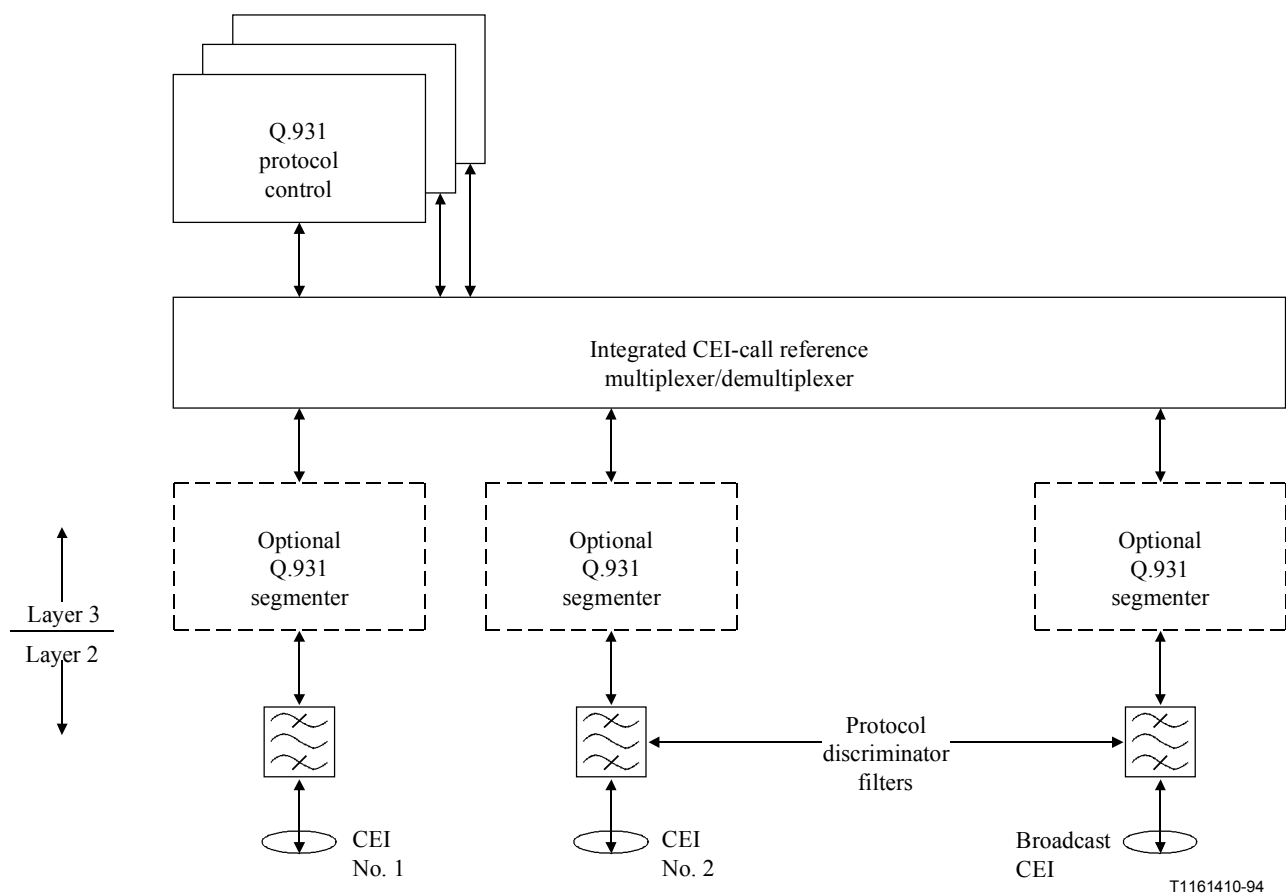 Q.931
protocol
control
Integrated CEI-call reference
multiplexer/demultiplexer
Optional
Q.931
segmenter
Optional
Q.931
segmenter
Optional
Q.931
segmenter
Layer 3
Layer 2
Protocol
discriminator
filters
CEI
No. 1
CEI
No. 2
Broadcast
CEI
T1161410-94